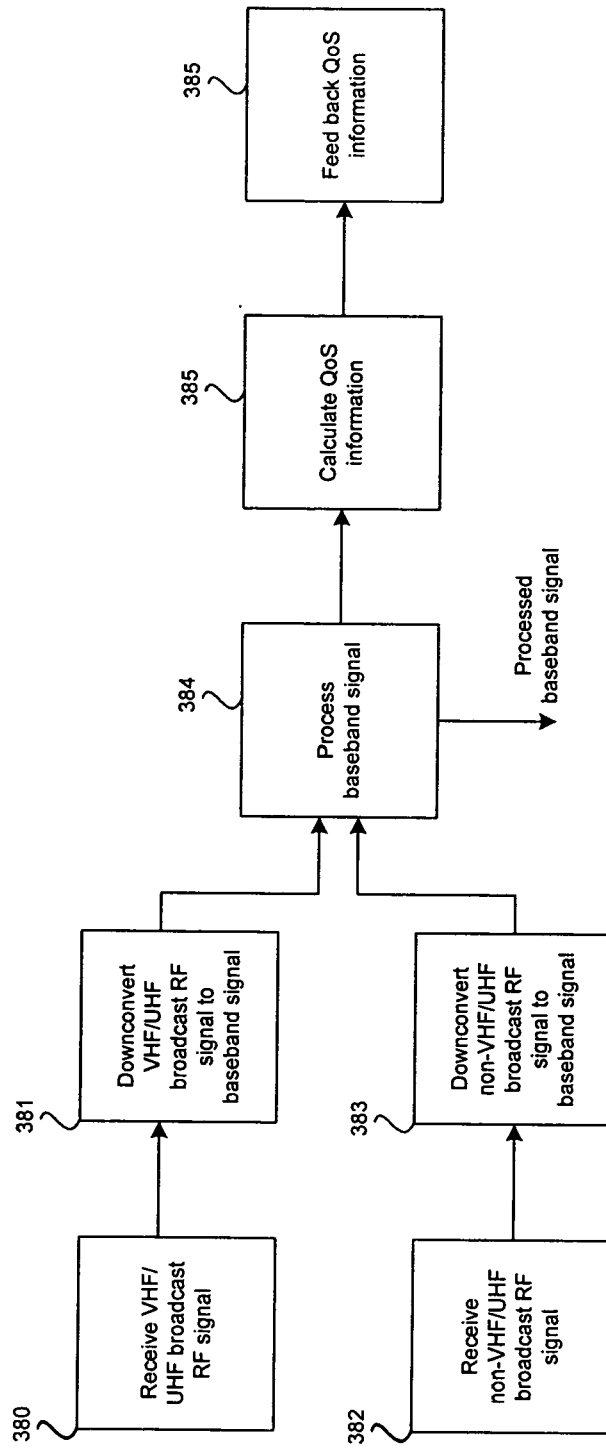 380
Receive VHF/
UHF broadcast
RF signal
381
Downconvert
VHF/UHF
broadcast RF
signal to
baseband signal
382
Receive
non-VHF/UHF
broadcast RF
signal
383
Downconvert
non-VHF/UHF
broadcast RF
signal to
baseband signal
384
Process
baseband signal
Processed
baseband signal
385
Calculate QoS
information
385
Feed back QoS
information